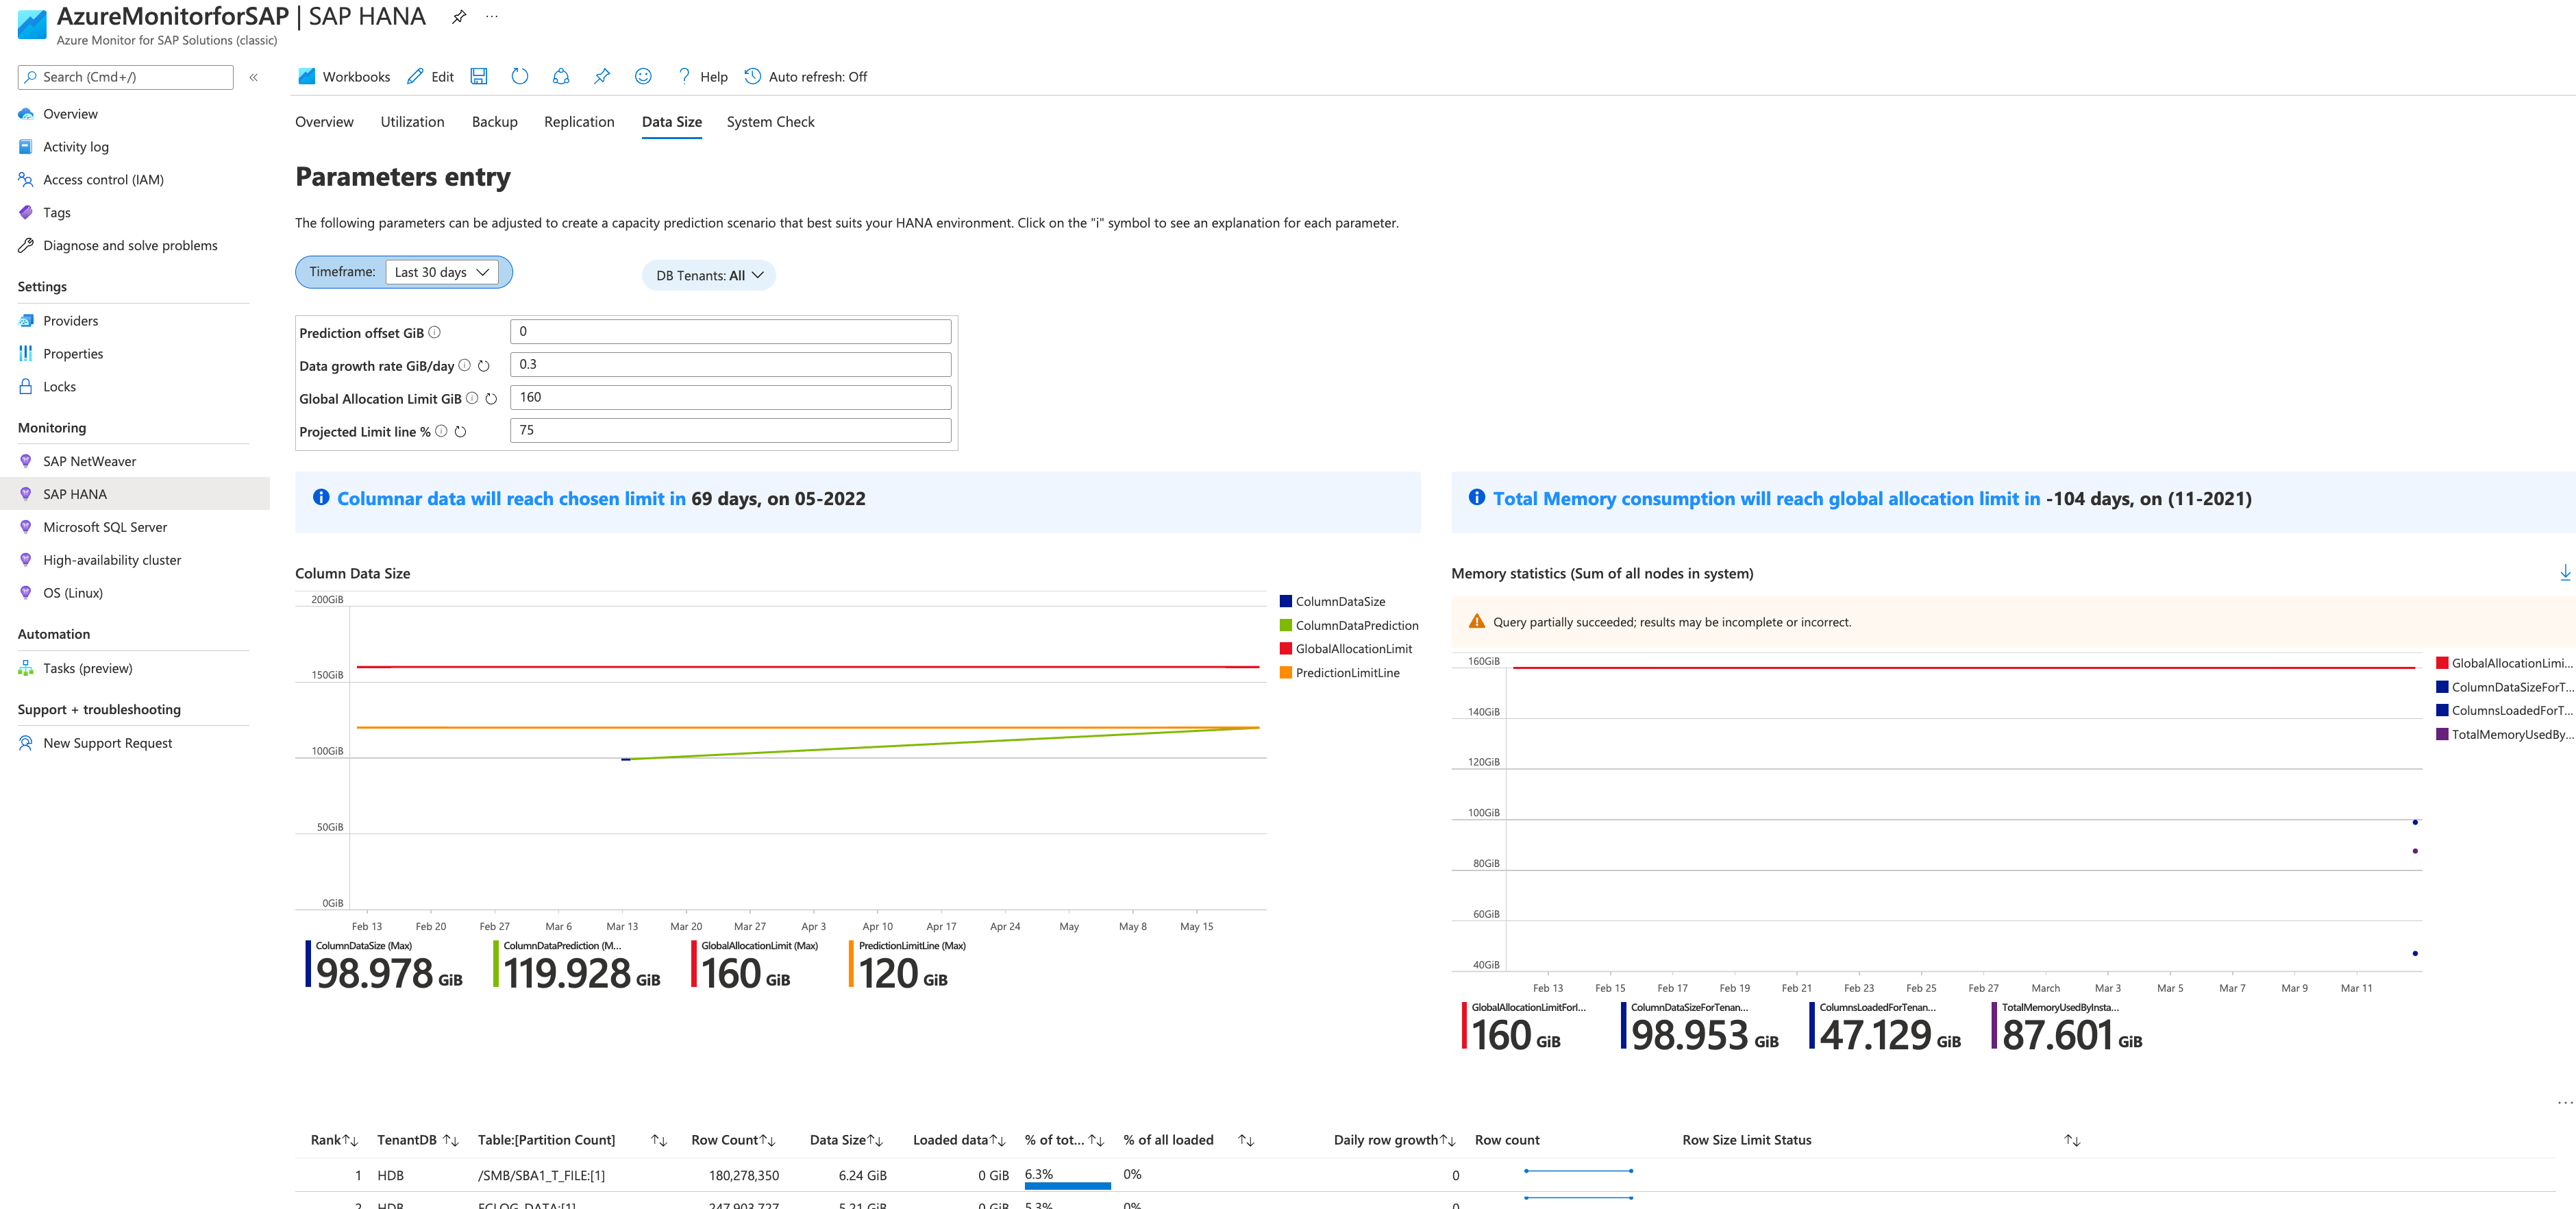 AzureMonitorforSAP | SAP HANA ...
Azure Monitor for SAP Solutions (classic)
Search (Cmd+/)
«
Overview
Activity log
Access control (IAM)
Tags
Diagnose and solve problems
Settings
Providers
Properties
Locks
Monitoring
SAP NetWeaver
SAP HANA
Microsoft SQL Server
High-availability cluster
OS (Linux)
Automation
Tasks (preview)
Support + troubleshooting
New Support Request
Workbooks Edit Help Auto refresh: Off
Overview Utilization Backup Replication Data Size System Check
Parameters entry
The following parameters can be adjusted to create a capacity prediction scenario that best suits your HANA environment. Click on the "i" symbol to see an explanation for each parameter.
Timeframe: Last 30 days
DB Tenants: All
Prediction offset GiB 0
Data growth rate GiB/day 0.3
Global Allocation Limit GiB 160
Projected Limit line % 75
Columnar data will reach chosen limit in 69 days, on 05-2022
Total Memory consumption will reach global allocation limit in -104 days, on (11-2021)
Column Data Size
200GiB
150GiB
100GiB
50GiB
0GiB
Feb 13 Feb 20 Feb 27 Mar 6 Mar 13 Mar 20 Mar 27 Apr 3 Apr 10 Apr 17 Apr 24 May May 8 May 15
ColumnDataSize
ColumnDataPrediction
GlobalAllocationLimit
PredictionLimitLine
ColumnDataSize (Max)
98.978 GiB
ColumnDataPrediction (M...
119.928 GiB
GlobalAllocationLimit (Max)
160 GiB
PredictionLimitLine (Max)
120 GiB
Memory statistics (Sum of all nodes in system)
Query partially succeeded; results may be incomplete or incorrect.
160GiB
140GiB
120GiB
100GiB
80GiB
60GiB
40GiB
Feb 13 Feb 15 Feb 17 Feb 19 Feb 21 Feb 23 Feb 25 Feb 27 March Mar 3 Mar 5 Mar 7 Mar 9 Mar 11
GlobalAllocationLimi...
ColumnDataSizeForT...
ColumnsLoadedForT...
TotalMemoryUsedBy...
GlobalAllocationLimitForI...
160 GiB
ColumnDataSizeForTenan...
98.953 GiB
ColumnsLoadedForTenan...
47.129 GiB
TotalMemoryUsedByInsta...
87.601 GiB
...
Rank↑↓ TenantDB ↑↓ Table:[Partition Count] ↑↓ Row Count↑↓ Data Size↑↓ Loaded data↑↓ % of tot... ↑↓ % of all loaded ↑↓ Daily row growth↑↓ Row count Row Size Limit Status ↑↓
1 HDB /SMB/SBA1_T_FILE:[1] 180,278,350 6.24 GiB 0 GiB 6.3% 0% 0
2 HDB ECLOG_DATA:[1] 247,903,727 5.21 GiB 0 GiB 5.3% 0% 0